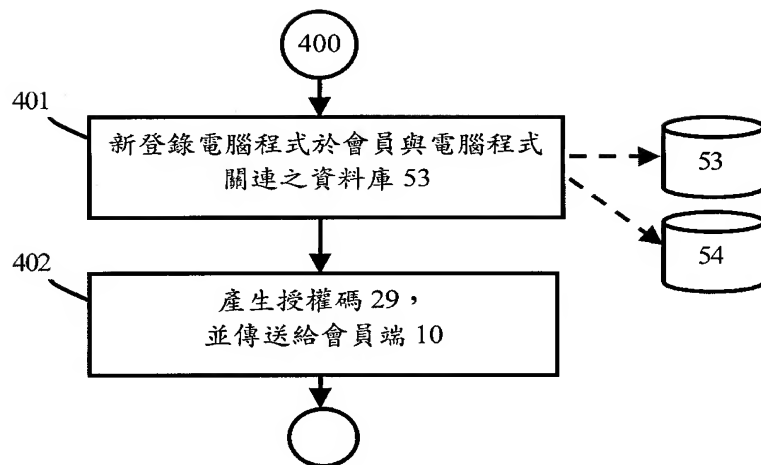 400
401
新登錄電腦程式於會員與電腦程式
關連之資料庫 53
53
54
402
產生授權碼 29，
並傳送給會員端 10